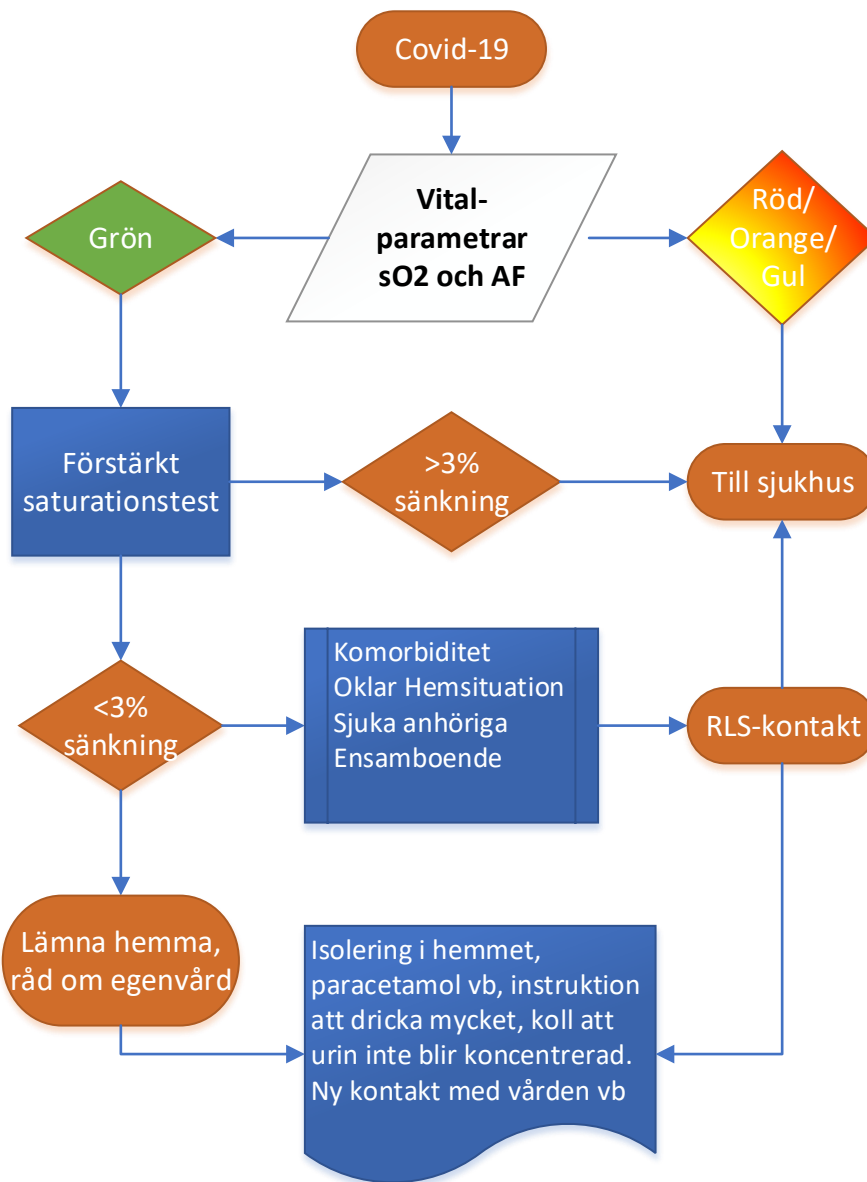 Covid-19
Vital-
parametrar
sO2 och AF
Grön
Röd/
Orange/
Gul
Förstärkt
saturationstest
>3%
sänkning
Till sjukhus
<3%
sänkning
Komorbiditet
Oklar Hemsituation
Sjuka anhöriga
Ensamboende
RLS-kontakt
Lämna hemma,
råd om egenvård
Isolering i hemmet,
paracetamol vb, instruktion
att dricka mycket, koll att
urin inte blir koncentrerad.
Ny kontakt med vården vb